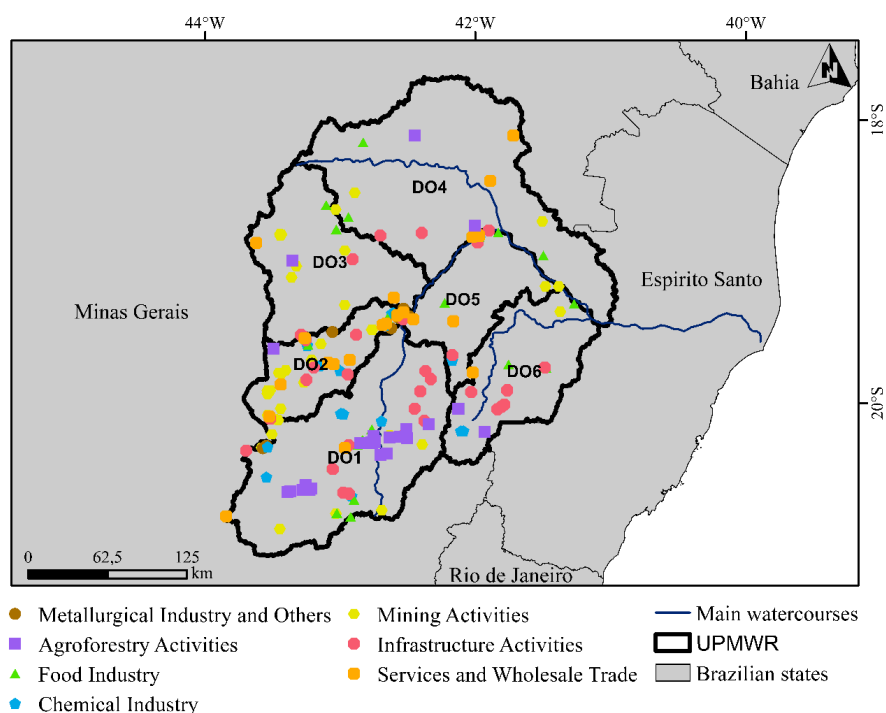 44°W 42°W 40°W
Bahia
N
18°S
DO4
DO3
Espirito Santo
Minas Gerais
DO5
DO2
DO6
20°S
DO1
0 62,5 125
km
Rio de Janeiro
Metallurgical Industry and Others
Mining Activities
Main watercourses
Agroforestry Activities
Infrastructure Activities
UPMWR
Food Industry
Services and Wholesale Trade
Brazilian states
Chemical Industry